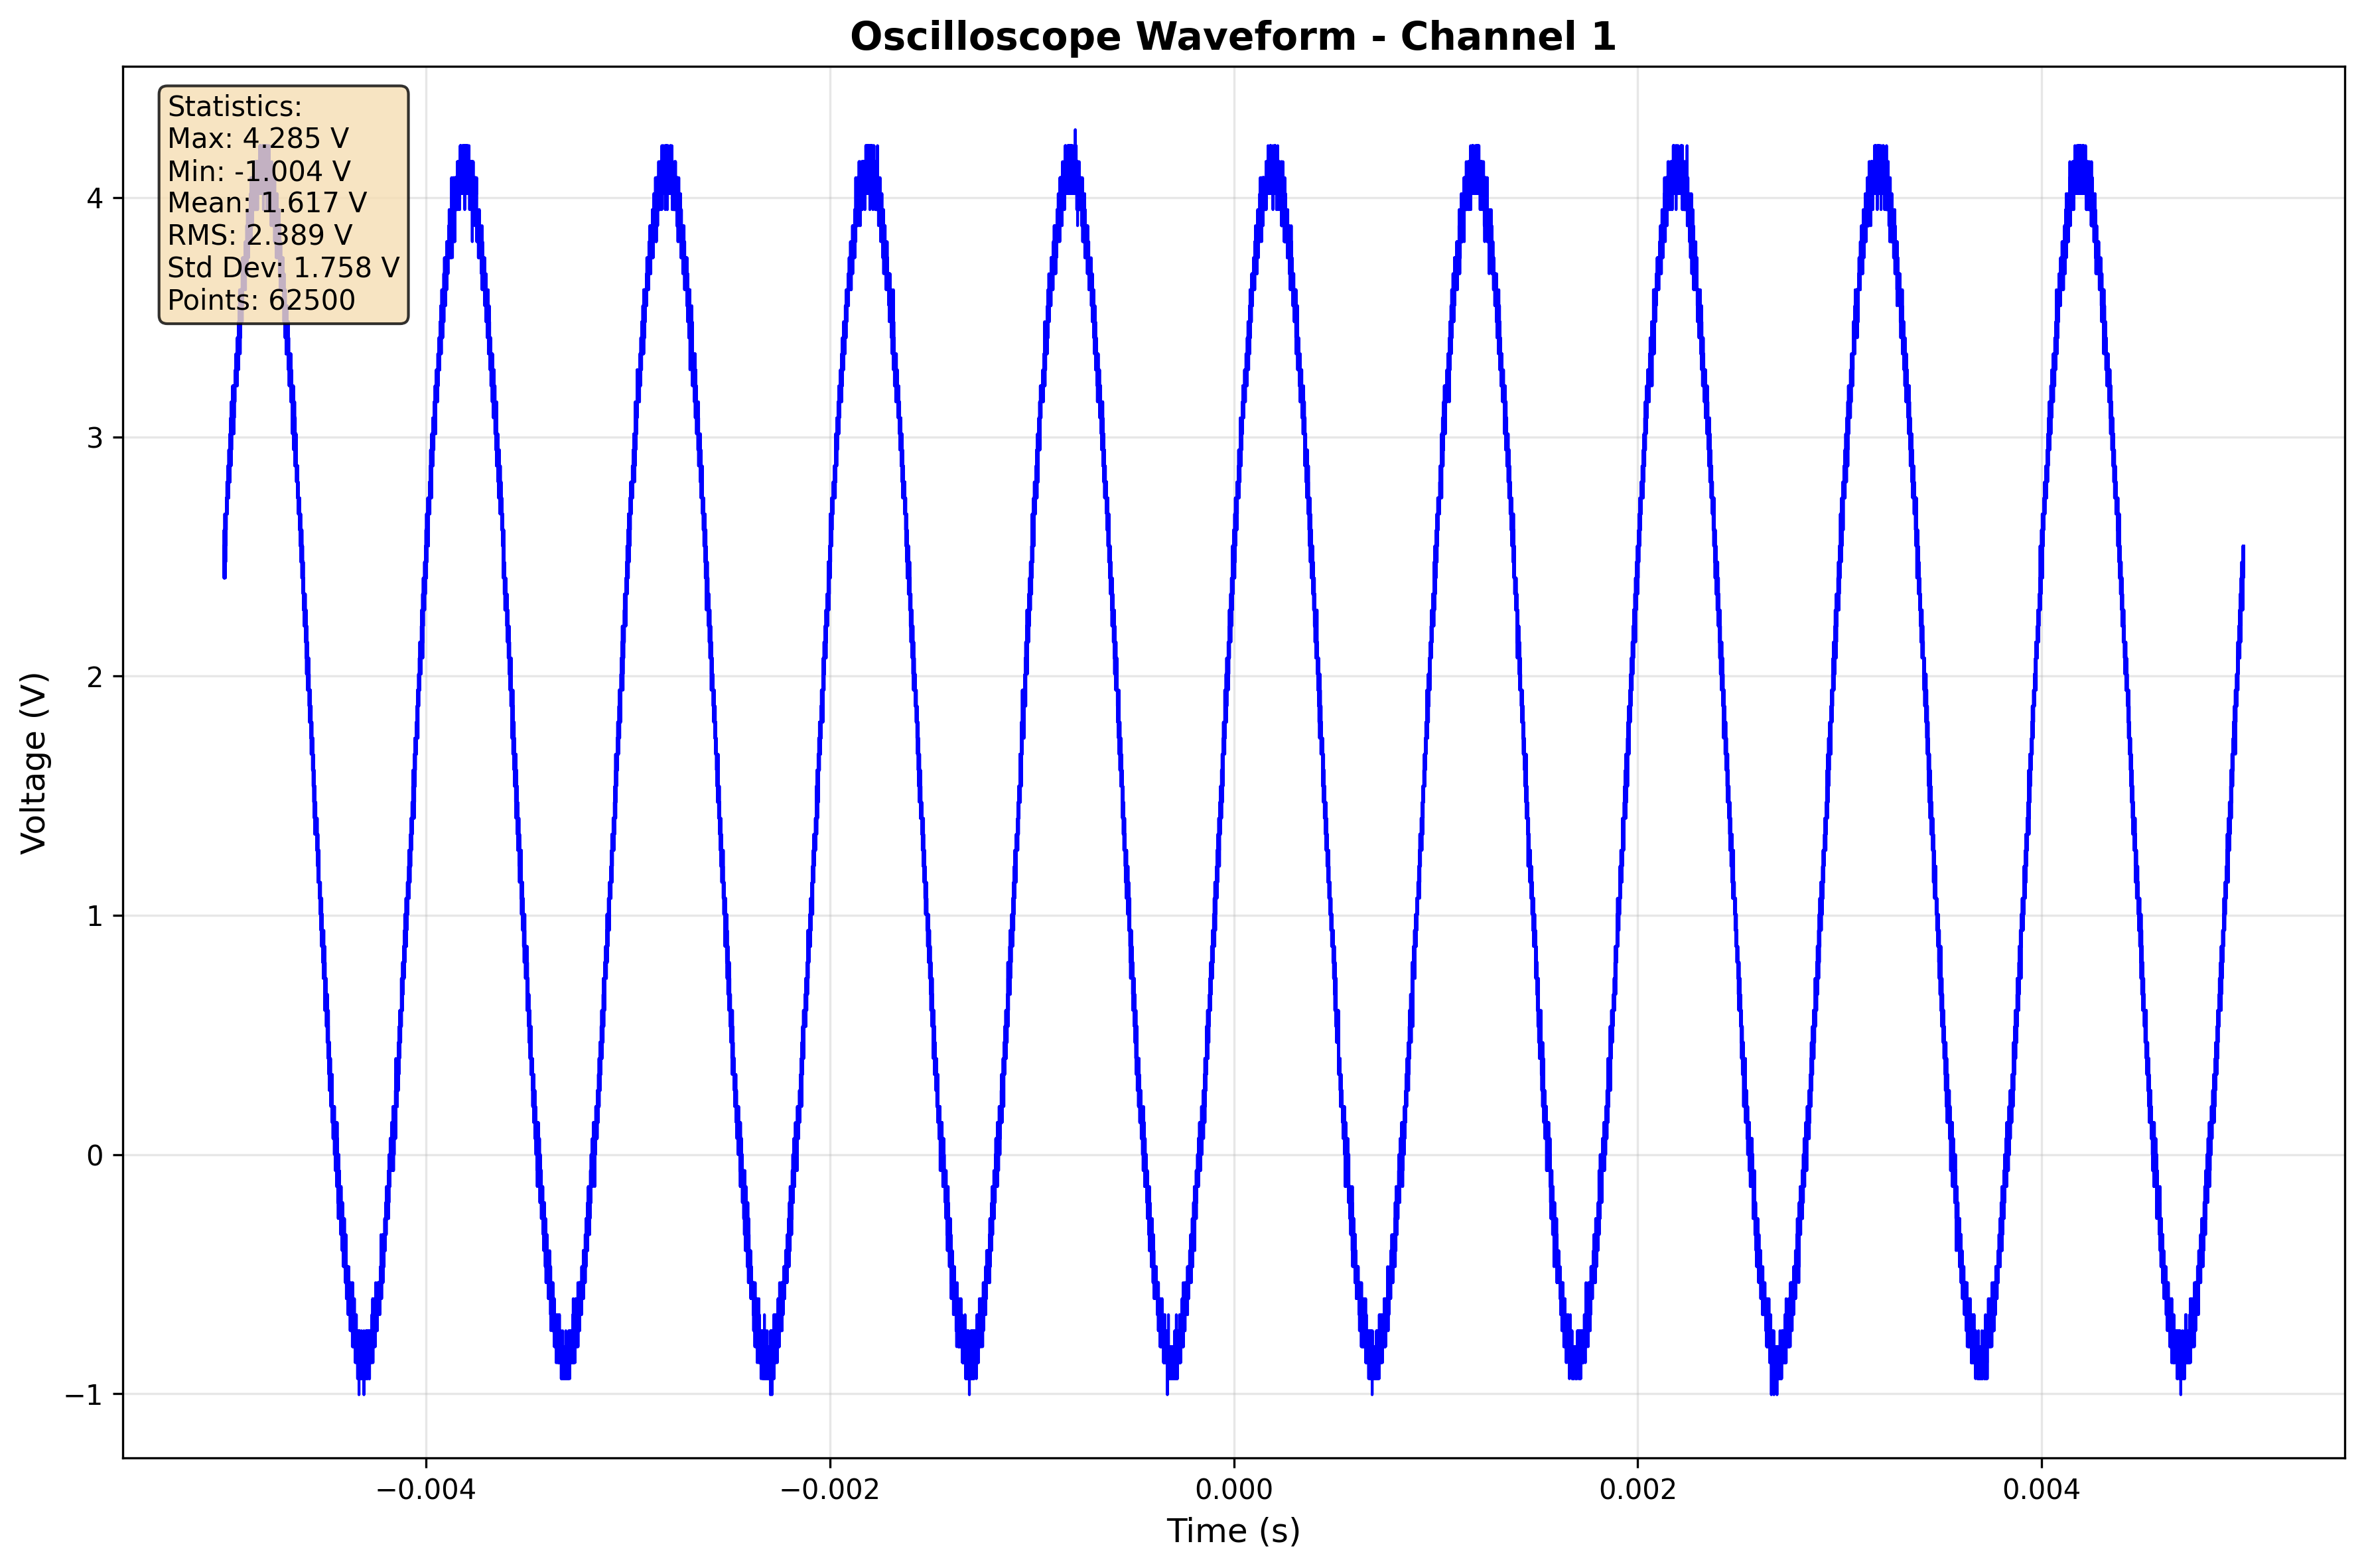 Oscilloscope Waveform - Channel 1
Statistics:
Max: 4.285 V
Min: -1.004 V
Mean: 1.617 V
RMS: 2.389 V
Std Dev: 1.758 V
Points: 62500
4
3
2
1
0
−1
Voltage (V)
−0.004
−0.002
0.000
0.002
0.004
Time (s)